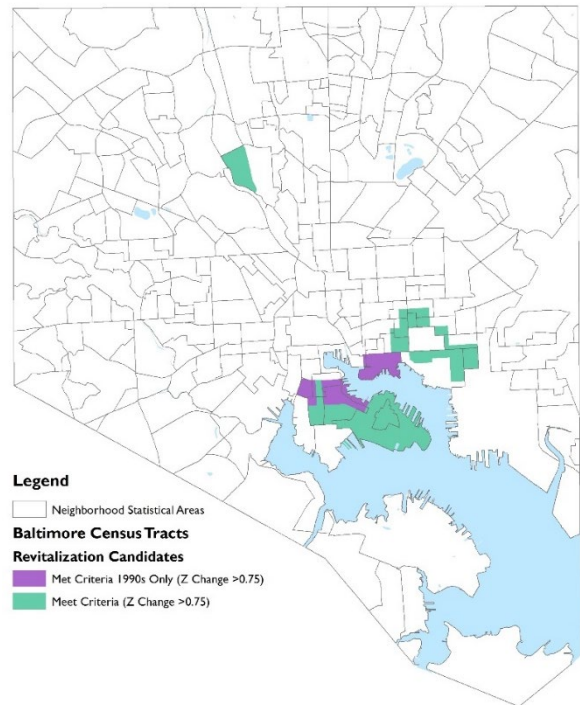 Legend
Neighborhood Statistical Areas
Baltimore Census Tracts
Revitalization Candidates
Met Criteria 1990s Only (Z Change >0.75)
Meet Criteria (Z Change >0.75)